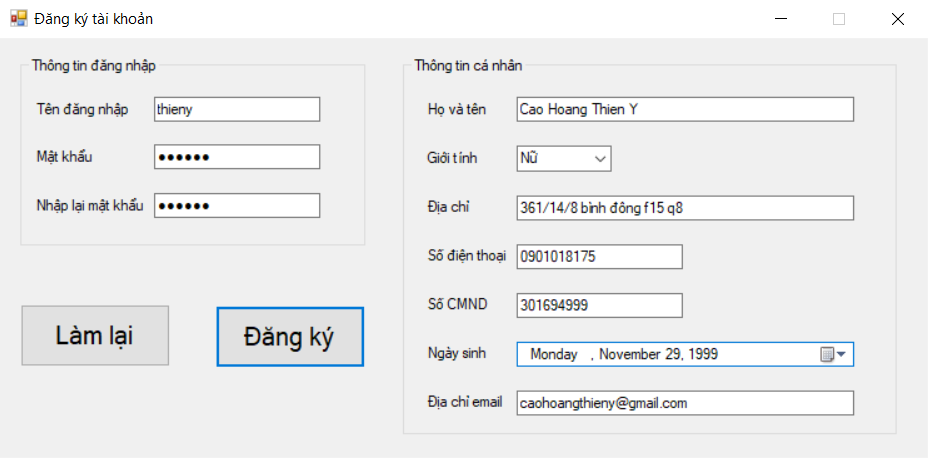 Đăng ký tài khoản
Thông tin đăng nhập
Tên đăng nhập thieny
Mật khẩu ●●●●●●
Nhập lại mật khẩu ●●●●●●
Làm lại
Đăng ký
Thông tin cá nhân
Họ và tên Cao Hoang Thien Y
Giới tính Nữ
Địa chỉ 361/14/8 bình đông f15 q8
Số điện thoại 0901018175
Số CMND 301694999
Ngày sinh Monday , November 29, 1999
Địa chỉ email caohoangthieny@gmail.com